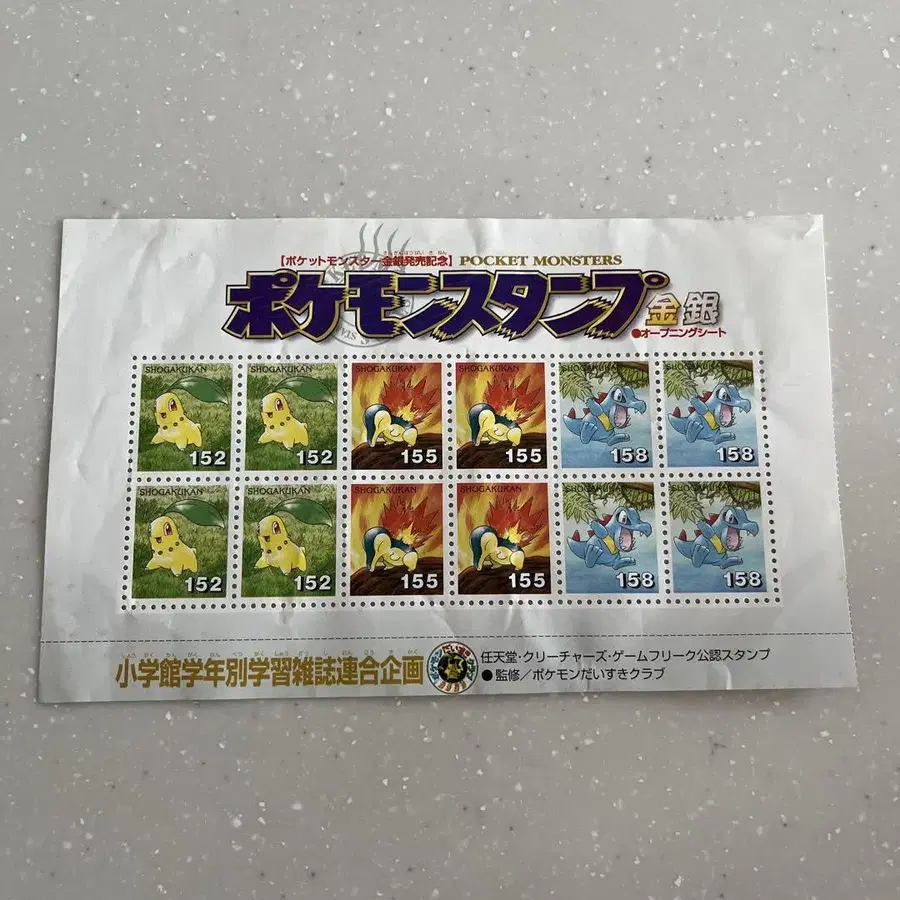 【ポケットモンスター金銀発売記念】 POCKET MONSTERS
ポケモンスタンプ 金銀
●オープニングシート
SHOGAKUKAN SHOGAKUKAN SHOGAKUKAN SHOGAKUKAN SHOGAKUKAN SHOGAKUKAN
152 152 155 155 158 158
SHOGAKUKAN SHOGAKUKAN SHOGAKUKAN SHOGAKUKAN SHOGAKUKAN SHOGAKUKAN
152 152 155 155 158 158
小学館学年別学習雑誌連合企画
任天堂・クリーチャーズ・ゲームフリーク公認スタンプ
●監修／ポケモンだいすきクラブ